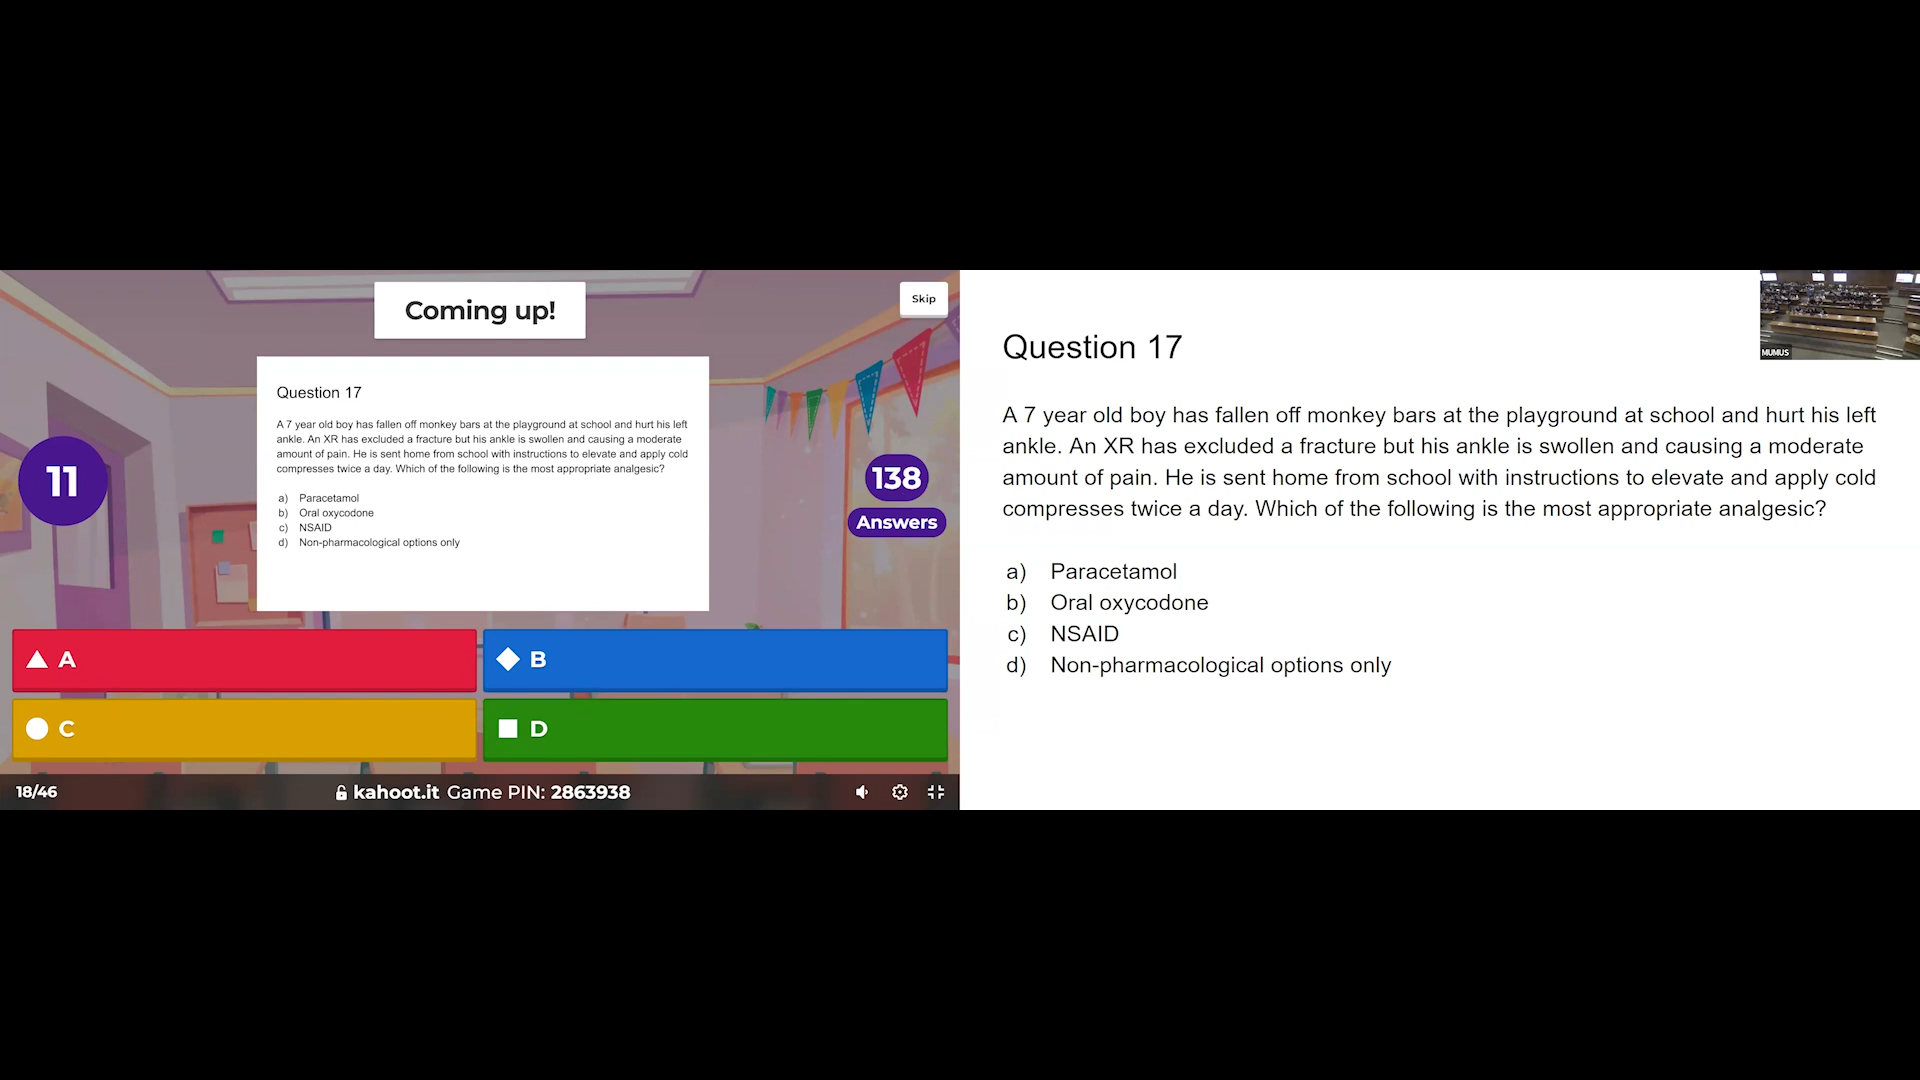 Coming up!
Skip
Question 17
A 7 year old boy has fallen off monkey bars at the playground at school and hurt his left
ankle. An XR has excluded a fracture but his ankle is swollen and causing a moderate
amount of pain. He is sent home from school with instructions to elevate and apply cold
compresses twice a day. Which of the following is the most appropriate analgesic?
a) Paracetamol
b) Oral oxycodone
c) NSAID
d) Non-pharmacological options only
11
138
Answers
A
B
C
D
18/46
kahoot.it Game PIN: 2863938
MUMUS
Question 17
A 7 year old boy has fallen off monkey bars at the playground at school and hurt his left
ankle. An XR has excluded a fracture but his ankle is swollen and causing a moderate
amount of pain. He is sent home from school with instructions to elevate and apply cold
compresses twice a day. Which of the following is the most appropriate analgesic?
a) Paracetamol
b) Oral oxycodone
c) NSAID
d) Non-pharmacological options only